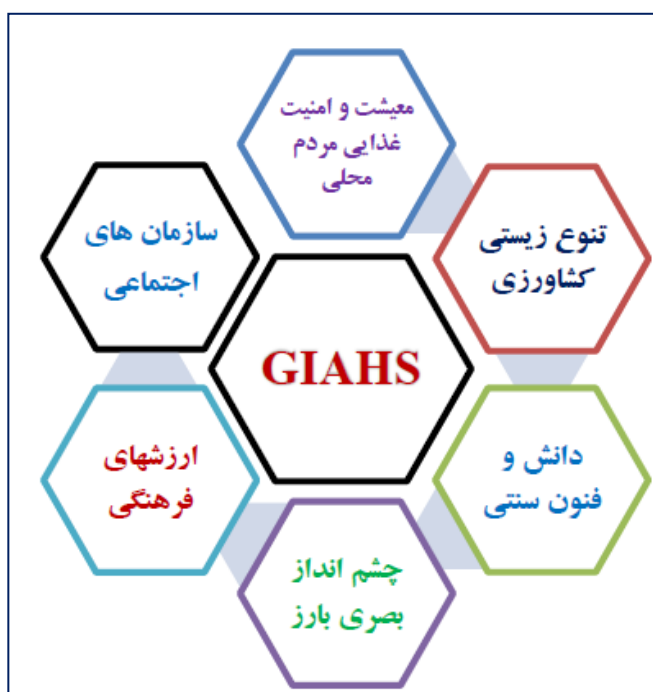 معیشت و امنیت
غذایی مردم
محلی
تنوع زیستی
کشاورزی
دانش و
فنون سنتی
چشم انداز
بصری بارز
ارزشهای
فرهنگی
سازمان های
اجتماعی
GIAHS